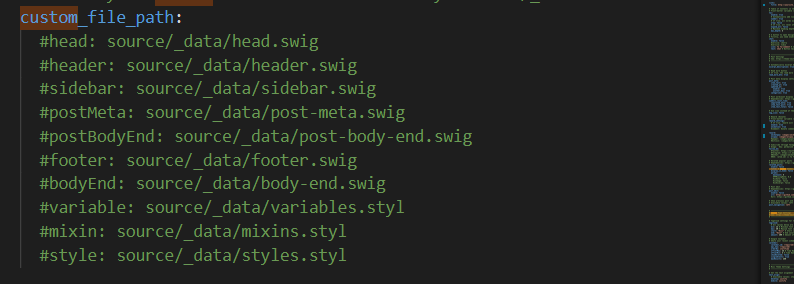 custom_file_path:
#head: source/_data/head.swig
#header: source/_data/header.swig
#sidebar: source/_data/sidebar.swig
#postMeta: source/_data/post-meta.swig
#postBodyEnd: source/_data/post-body-end.swig
#footer: source/_data/footer.swig
#bodyEnd: source/_data/body-end.swig
#variable: source/_data/variables.styl
#mixin: source/_data/mixins.styl
#style: source/_data/styles.styl